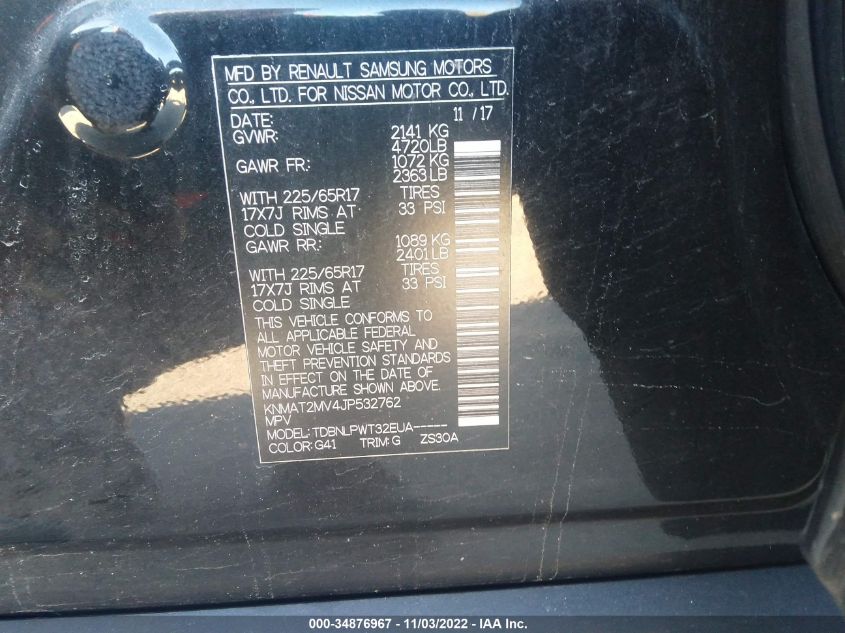 MFD BY RENAULT SAMSUNG MOTORS
CO., LTD. FOR NISSAN MOTOR CO., LTD.
DATE: 11 / 17
GVWR: 2141 KG
4720LB
GAWR FR: 1072 KG
2363LB
WITH 225/65R17 TIRES
17X7J RIMS AT 33 PSI
COLD SINGLE
GAWR RR: 1089 KG
2401LB
WITH 225/65R17 TIRES
17X7J RIMS AT 33 PSI
COLD SINGLE
THIS VEHICLE CONFORMS TO
ALL APPLICABLE FEDERAL
MOTOR VEHICLE SAFETY AND
THEFT PREVENTION STANDARDS
IN EFFECT ON THE DATE OF
MANUFACTURE SHOWN ABOVE.
KNMAT2MV4JP532762
MPV
MODEL: TDBNLPWT32EUA-----
COLOR: G41 TRIM: G ZS30A
000-34876967 - 11/03/2022 - IAA Inc.